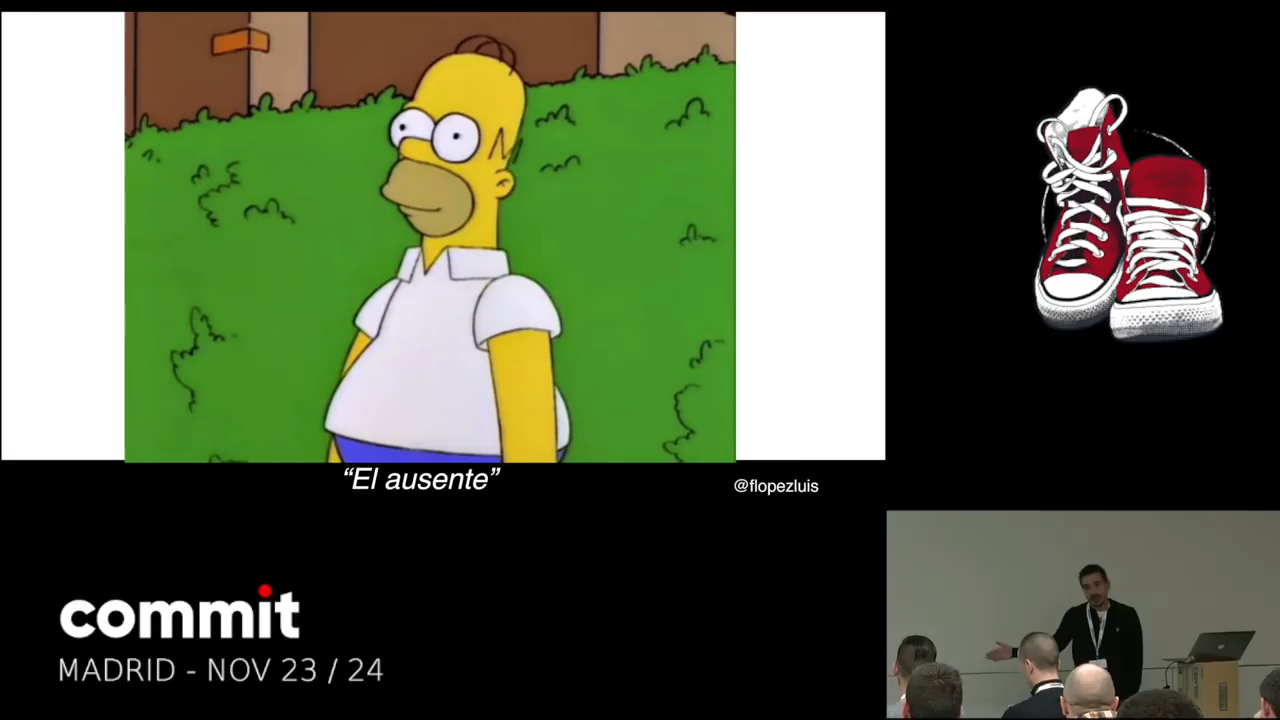 “El ausente”
@flopezluis
commit
MADRID - NOV 23 / 24